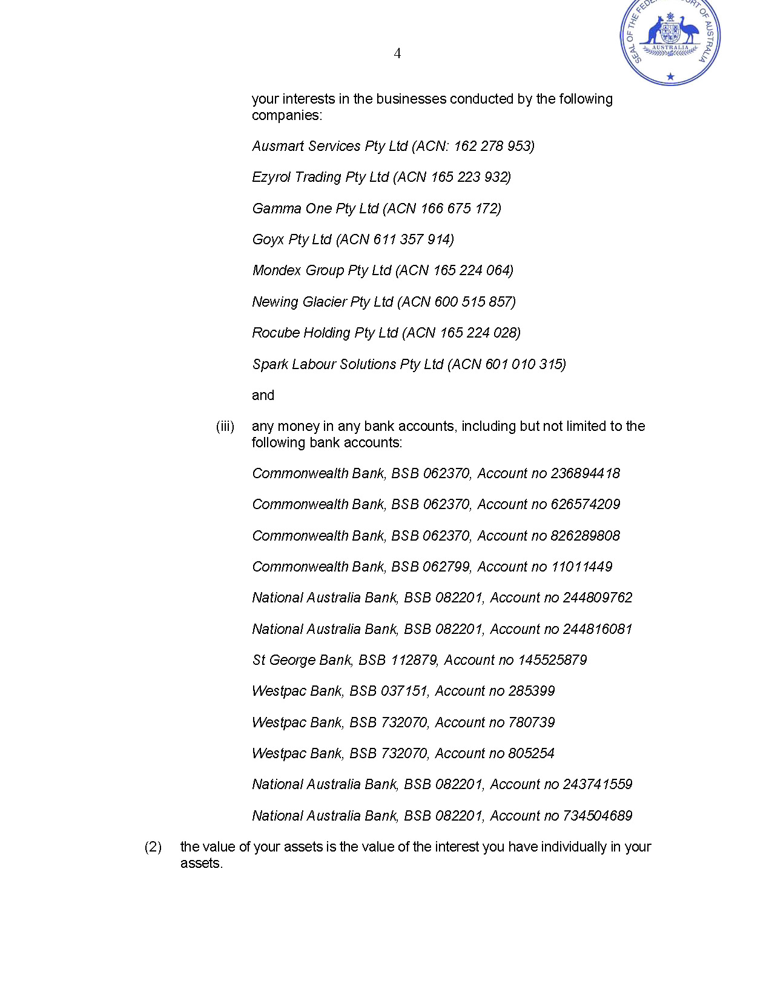 SEAL OF THE FEDERAL COURT OF AUSTRALIA
AUSTRALIA
4
your interests in the businesses conducted by the following
companies:
Ausmart Services Pty Ltd (ACN: 162 278 953)
Ezyrol Trading Pty Ltd (ACN 165 223 932)
Gamma One Pty Ltd (ACN 166 675 172)
Goyx Pty Ltd (ACN 611 357 914)
Mondex Group Pty Ltd (ACN 165 224 064)
Newing Glacier Pty Ltd (ACN 600 515 857)
Rocube Holding Pty Ltd (ACN 165 224 028)
Spark Labour Solutions Pty Ltd (ACN 601 010 315)
and
(iii) any money in any bank accounts, including but not limited to the
following bank accounts:
Commonwealth Bank, BSB 062370, Account no 236894418
Commonwealth Bank, BSB 062370, Account no 626574209
Commonwealth Bank, BSB 062370, Account no 826289808
Commonwealth Bank, BSB 062799, Account no 11011449
National Australia Bank, BSB 082201, Account no 244809762
National Australia Bank, BSB 082201, Account no 244816081
St George Bank, BSB 112879, Account no 145525879
Westpac Bank, BSB 037151, Account no 285399
Westpac Bank, BSB 732070, Account no 780739
Westpac Bank, BSB 732070, Account no 805254
National Australia Bank, BSB 082201, Account no 243741559
National Australia Bank, BSB 082201, Account no 734504689
(2) the value of your assets is the value of the interest you have individually in your
assets.